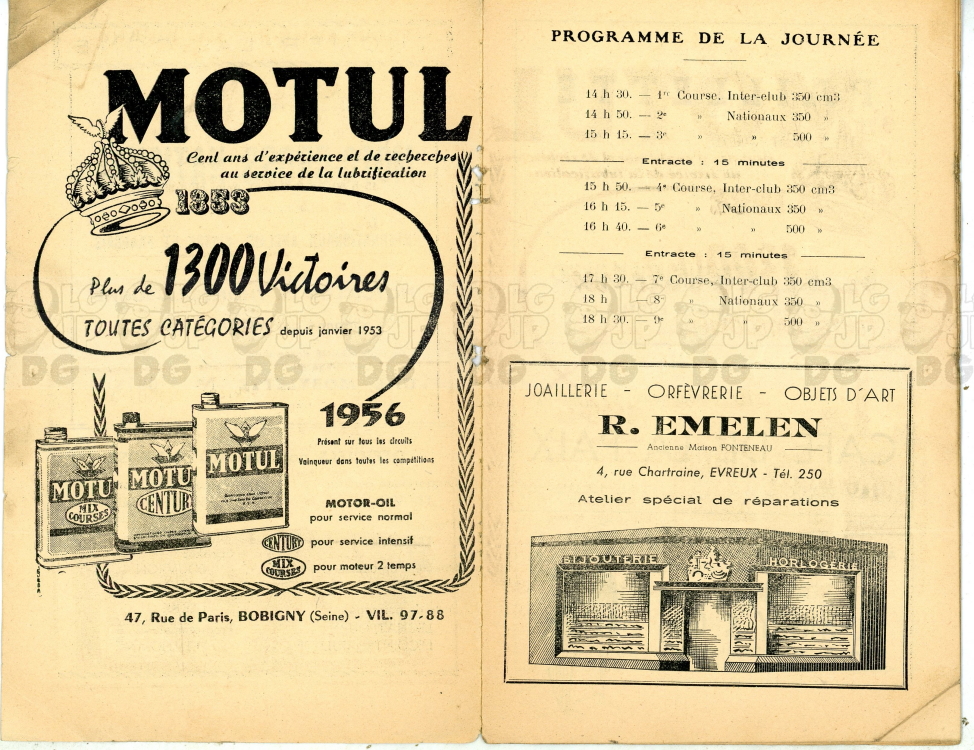 MOTUL
Cent ans d'expérience et de recherches
au service de la lubrification
1853
Plus de 1300 Victoires
TOUTES CATÉGORIES depuis janvier 1953
1956
Présent sur tous les circuits
Vainqueur dans toutes les compétitions
MOTUL
MIX
COURSES
MOTUL
CENTURY
MOTUL
MOTOR-OIL
pour service normal
CENTURY pour service intensif
MIX
COURSES pour moteur 2 temps
47, Rue de Paris, BOBIGNY (Seine) - VIL. 97-88
PROGRAMME DE LA JOURNÉE
14 h 30. — 1re Course, Inter-club 350 cm3
14 h 50. — 2e » Nationaux 350 »
15 h 15. — 3e » » 500 »
Entracte : 15 minutes
15 h 50. — 4e Course, Inter-club 350 cm3
16 h 15. — 5e » Nationaux 350 »
16 h 40. — 6e » » 500 »
Entracte : 15 minutes
17 h 30. — 7e Course, Inter-club 350 cm3
18 h — 8e » Nationaux 350 »
18 h 30. — 9e » » 500 »
JOAILLERIE - ORFÈVRERIE - OBJETS D'ART
R. EMELEN
Ancienne Maison FONTENEAU
4, rue Chartraine, EVREUX - Tél. 250
Atelier spécial de réparations
BIJOUTERIE
HORLOGERIE
LG
JP
DG